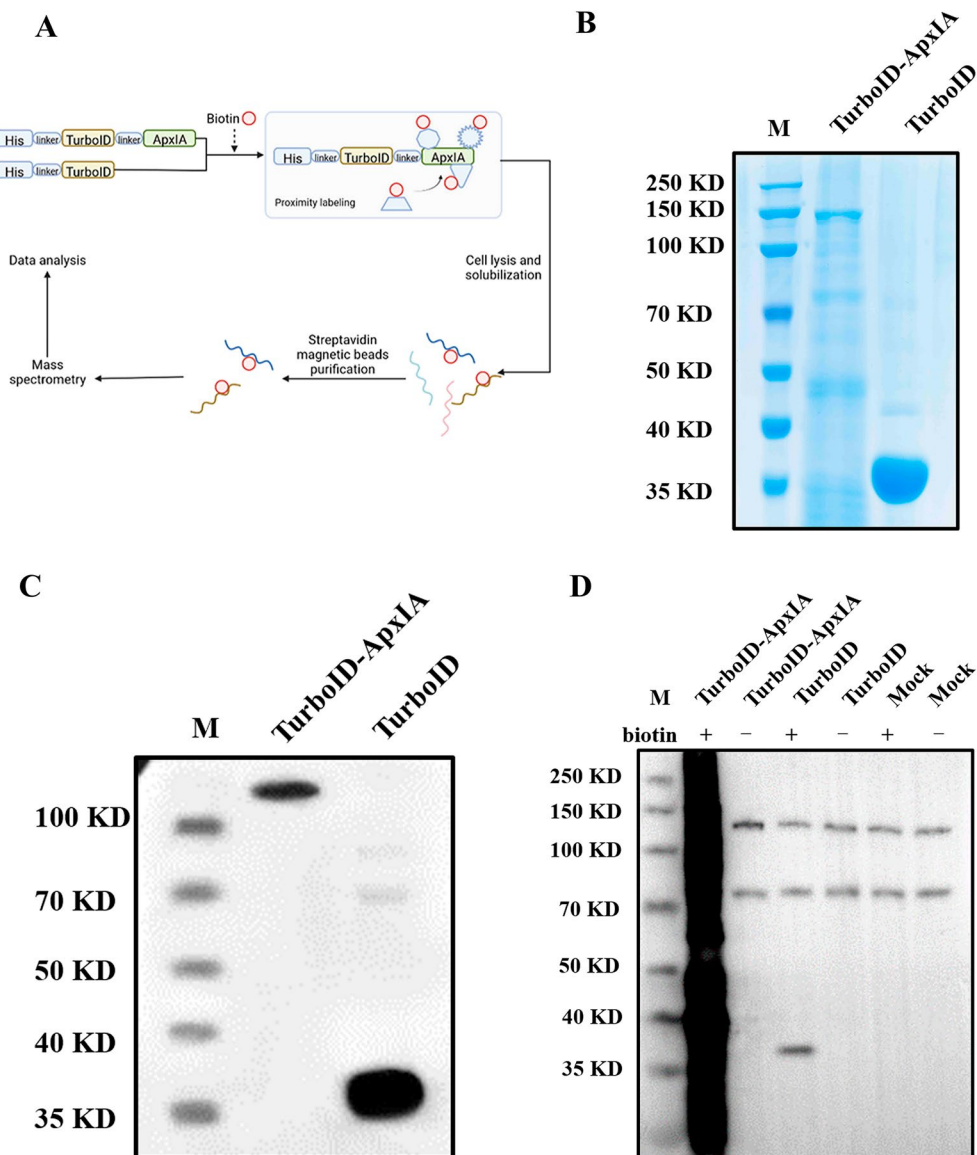 A
Biotin
His linker TurboID linker ApxIA
His linker TurboID
His linker TurboID linker ApxIA
Proximity labeling
Data analysis
Cell lysis and
solubilization
Streptavidin
magnetic beads
purification
Mass
spectrometry
B
M TurboID-ApxIA TurboID
250 KD
150 KD
100 KD
70 KD
50 KD
40 KD
35 KD
C
M TurboID-ApxIA TurboID
100 KD
70 KD
50 KD
40 KD
35 KD
D
M TurboID-ApxIA TurboID-ApxIA TurboID TurboID Mock Mock
biotin + − + − + −
250 KD
150 KD
100 KD
70 KD
50 KD
40 KD
35 KD